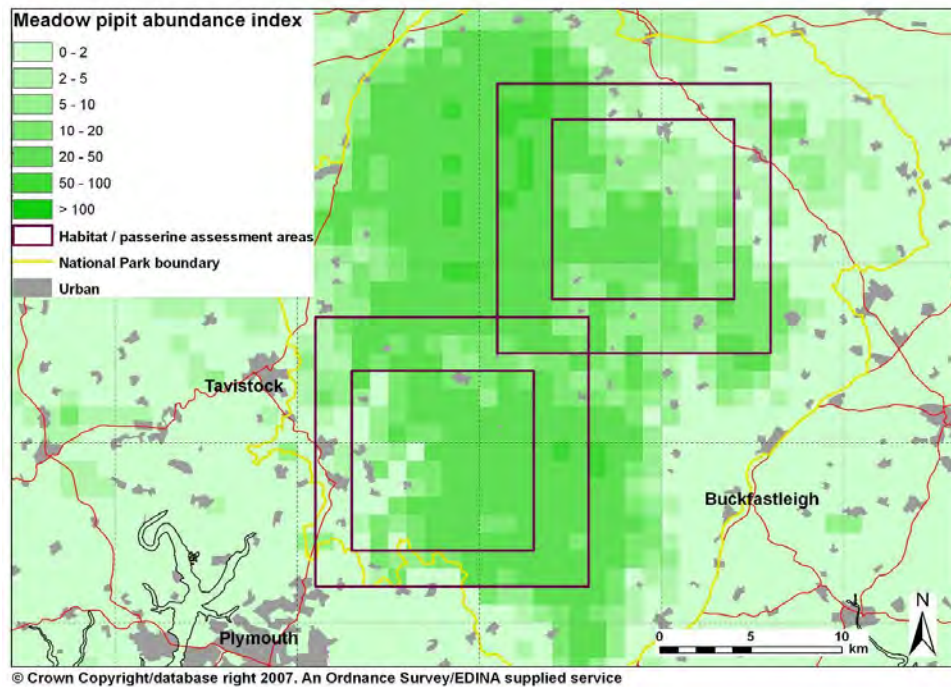 Meadow pipit abundance index
0 - 2
2 - 5
5 - 10
10 - 20
20 - 50
50 - 100
> 100
Habitat / passerine assessment areas
National Park boundary
Urban
Tavistock
Buckfastleigh
Plymouth
N
0 5 10
km
© Crown Copyright/database right 2007. An Ordnance Survey/EDINA supplied service